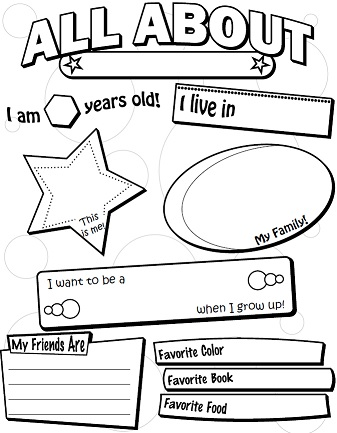 ALL ABOUT
I am
years old!
I live in
This
is me!
My Family!
I want to be a
when I grow up!
My Friends Are
Favorite Color
Favorite Book
Favorite Food